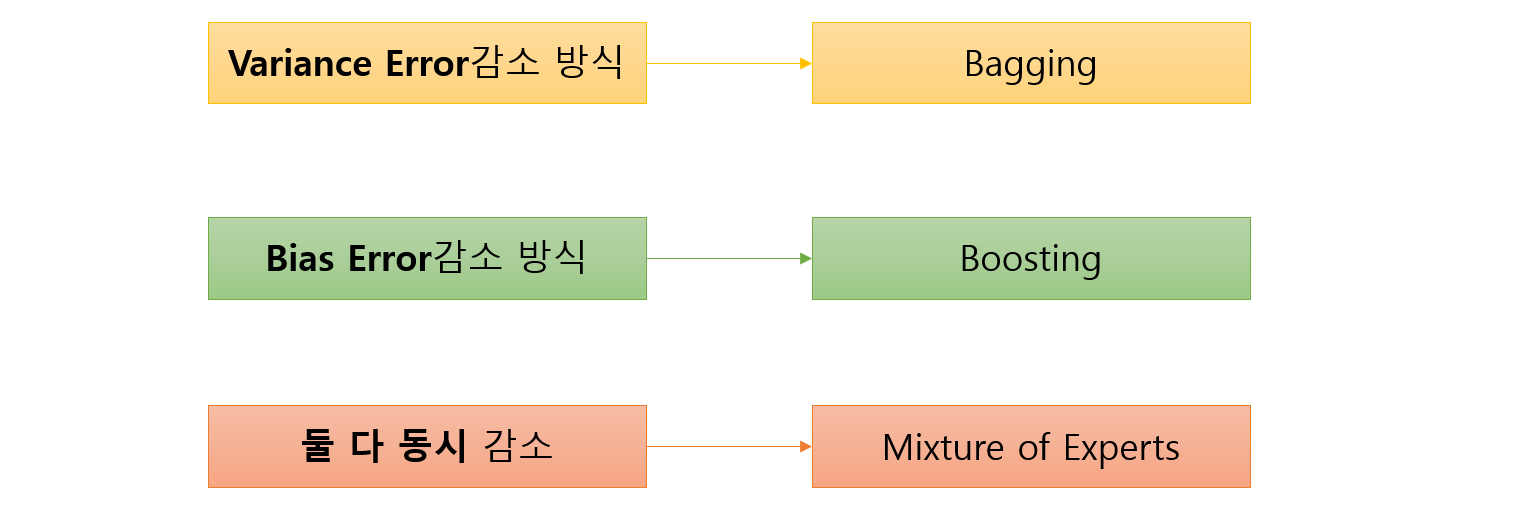 Variance Error감소 방식
Bagging
Bias Error감소 방식
Boosting
둘 다 동시 감소
Mixture of Experts